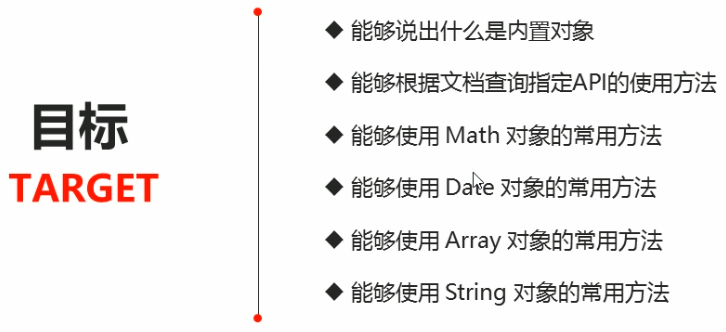 目标
TARGET
◆ 能够说出什么是内置对象
◆ 能够根据文档查询指定API的使用方法
◆ 能够使用 Math 对象的常用方法
◆ 能够使用 Date 对象的常用方法
◆ 能够使用 Array 对象的常用方法
◆ 能够使用 String 对象的常用方法